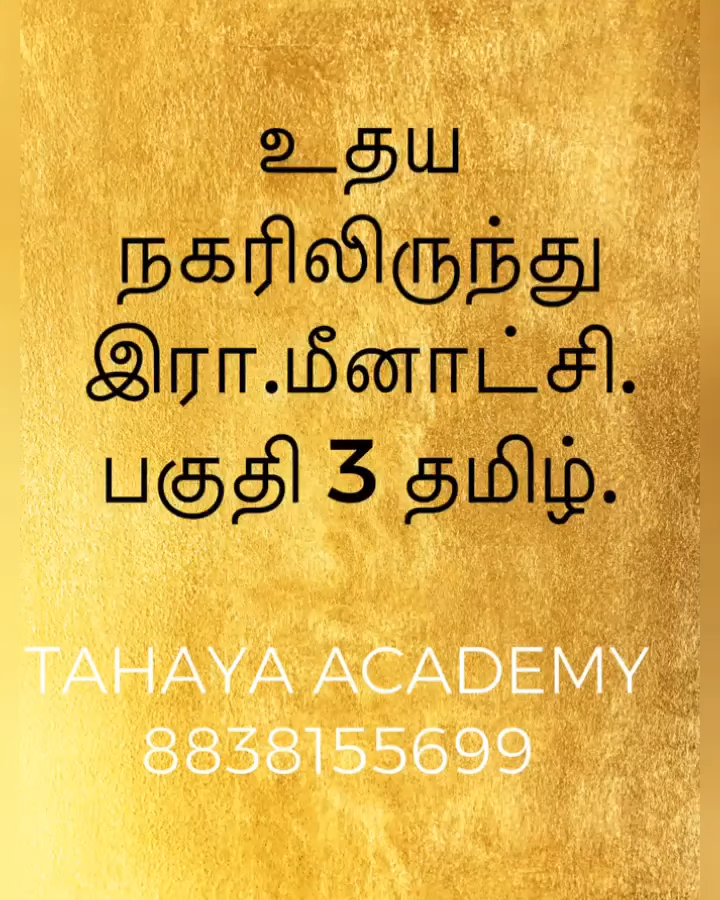 உதய
நகரிலிருந்து
இரா.மீனாட்சி.
பகுதி 3 தமிழ்.
TAHAYA ACADEMY
8838155699